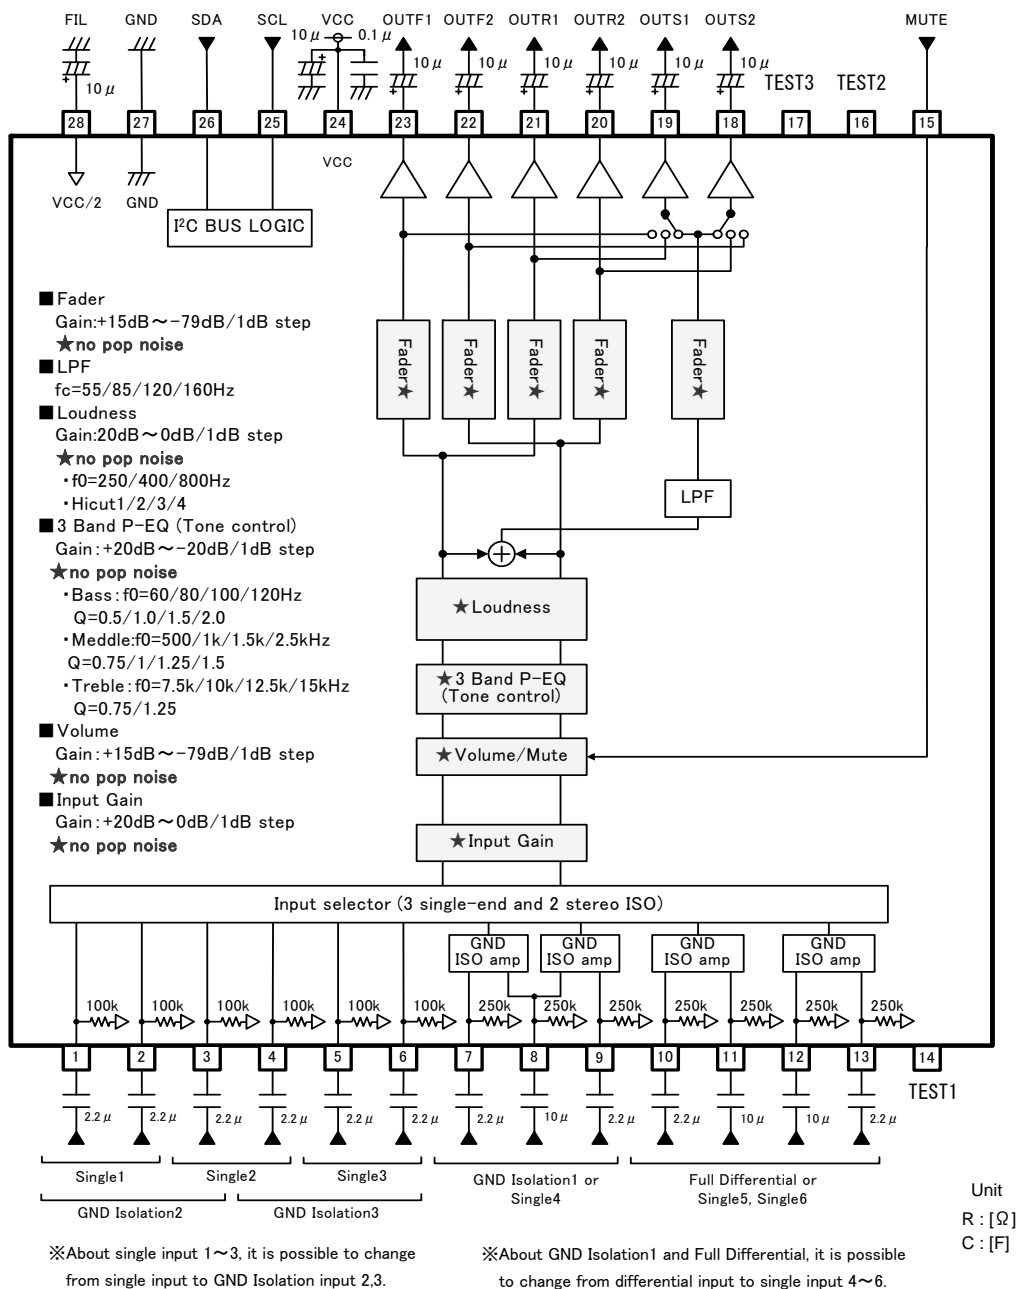 FIL GND SDA SCL VCC OUTF1 OUTF2 OUTR1 OUTR2 OUTS1 OUTS2 MUTE
10μ 0.1μ
10μ 10μ 10μ 10μ 10μ 10μ 10μ
TEST3 TEST2
28 27 26 25 24 23 22 21 20 19 18 17 16 15
VCC
VCC/2 GND
I²C BUS LOGIC
■Fader
Gain:+15dB～-79dB/1dB step
★no pop noise
■LPF
fc=55/85/120/160Hz
■Loudness
Gain:20dB～0dB/1dB step
★no pop noise
・f0=250/400/800Hz
・Hicut1/2/3/4
■3 Band P-EQ (Tone control)
Gain:+20dB～-20dB/1dB step
★no pop noise
・Bass:f0=60/80/100/120Hz
Q=0.5/1.0/1.5/2.0
・Meddle:f0=500/1k/1.5k/2.5kHz
Q=0.75/1/1.25/1.5
・Treble:f0=7.5k/10k/12.5k/15kHz
Q=0.75/1.25
■Volume
Gain:+15dB～-79dB/1dB step
★no pop noise
■Input Gain
Gain:+20dB～0dB/1dB step
★no pop noise
Fader★ Fader★ Fader★ Fader★ Fader★
LPF
★Loudness
★3 Band P-EQ
(Tone control)
★Volume/Mute
★Input Gain
Input selector (3 single-end and 2 stereo ISO)
GND GND GND GND
ISO amp ISO amp ISO amp ISO amp
100k 100k 100k 100k 100k 100k 250k 250k 250k 250k 250k 250k 250k
1 2 3 4 5 6 7 8 9 10 11 12 13 14
TEST1
2.2μ 2.2μ 2.2μ 2.2μ 2.2μ 2.2μ 2.2μ 10μ 2.2μ 2.2μ 10μ 10μ 2.2μ
Single1 Single2 Single3
GND Isolation1 or
Single4
Full Differential or
Single5, Single6
GND Isolation2 GND Isolation3
Unit
R : [Ω]
C : [F]
※About single input 1～3, it is possible to change
from single input to GND Isolation input 2,3.
※About GND Isolation1 and Full Differential, it is possible
to change from differential input to single input 4～6.